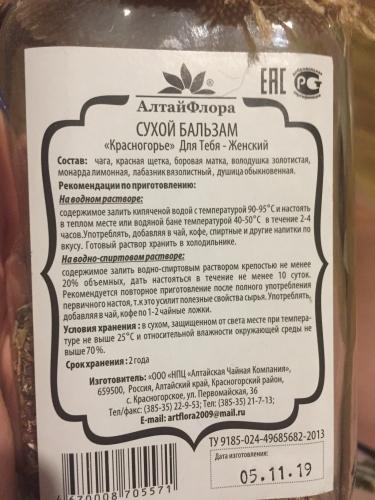 EAC
добровольная сертификация
РСТ
АлтайФлора
®
СУХОЙ БАЛЬЗАМ
«Красногорье» Для Тебя - Женский
Состав: чага, красная щетка, боровая матка, володушка золотистая,
монарда лимонная, лабазник вязолистный, душица обыкновенная.
Рекомендации по приготовлению:
На водном растворе:
содержимое залить кипяченой водой с температурой 90-95°С и настоять
в теплом месте или водяной бане температурой 40-50°С в течение 2-4
часов.Употреблять, добавляя в чай, кофе, спиртные и другие напитки по
вкусу. Готовый раствор хранить в холодильнике.
На водно-спиртовом растворе:
содержимое залить водно-спиртовым раствором крепостью не менее
20% объемных, дать настояться в течение не менее 10 суток.
Рекомендуется повторное приготовление после полного употребления
первичного настоя, т.к это усилит полезные свойства сырья. Употреблять,
добавляя в чай, кофе по 1-2 чайные ложки.
Условия хранения : в сухом, защищенном от света месте при темпера-
туре не выше 25°С и относительной влажности окружающей среды не
выше 70%.
Срок хранения : 2 года
Изготовитель: «ООО «НПЦ «Алтайская Чайная Компания»,
659500, Россия, Алтайский край, Красногорский район,
с. Красногорское, ул. Первомайская, 36
Тел/факс: (385-35) 22-9-53; Тел: (385-35) 21-7-13;
E-mail: artflora2009@mail.ru
ТУ 9185-024-49685682-2013
Дата изготовления:
05.11.19
670008 705571